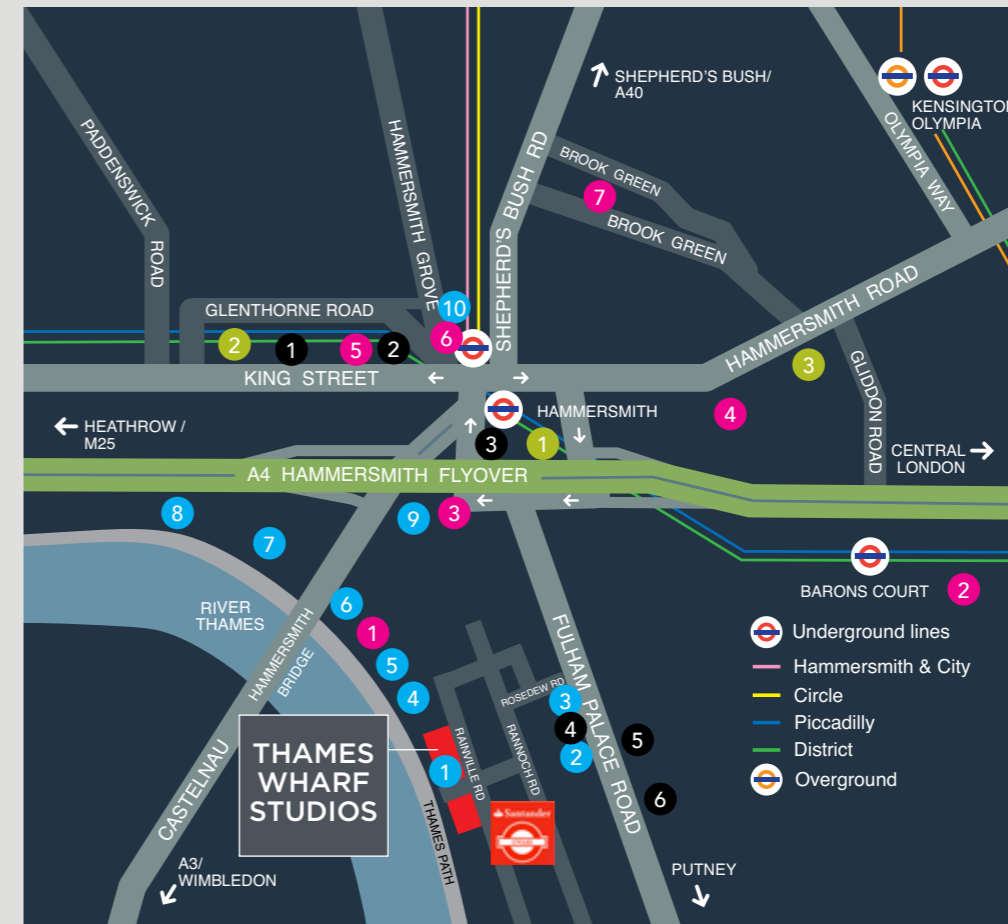 SHEPHERD'S BUSH/
A40
KENSINGTON
OLYMPIA
PADDENSWICK
ROAD
HAMMERSMITH GROVE
SHEPHERD'S BUSH RD
BROOK GREEN
7
BROOK GREEN
OLYMPIA WAY
HAMMERSMITH ROAD
GLENTHORNE ROAD
10
2
1
5
2
6
3
KING STREET
4
GLIDDON ROAD
HEATHROW /
M25
HAMMERSMITH
3
1
CENTRAL
LONDON
A4 HAMMERSMITH FLYOVER
8
9
3
7
BARONS COURT
2
RIVER
THAMES
HAMMERSMITH
BRIDGE
6
1
5
4
FULHAM PALACE ROAD
ROSEDEW RD
3
4
2
5
6
RAINVILLE RD
RANNOCH RD
1
THAMES
WHARF
STUDIOS
THAMES PATH
Santander
CASTELNAU
A3/
WIMBLEDON
PUTNEY
Underground lines
Hammersmith & City
Circle
Piccadilly
District
Overground